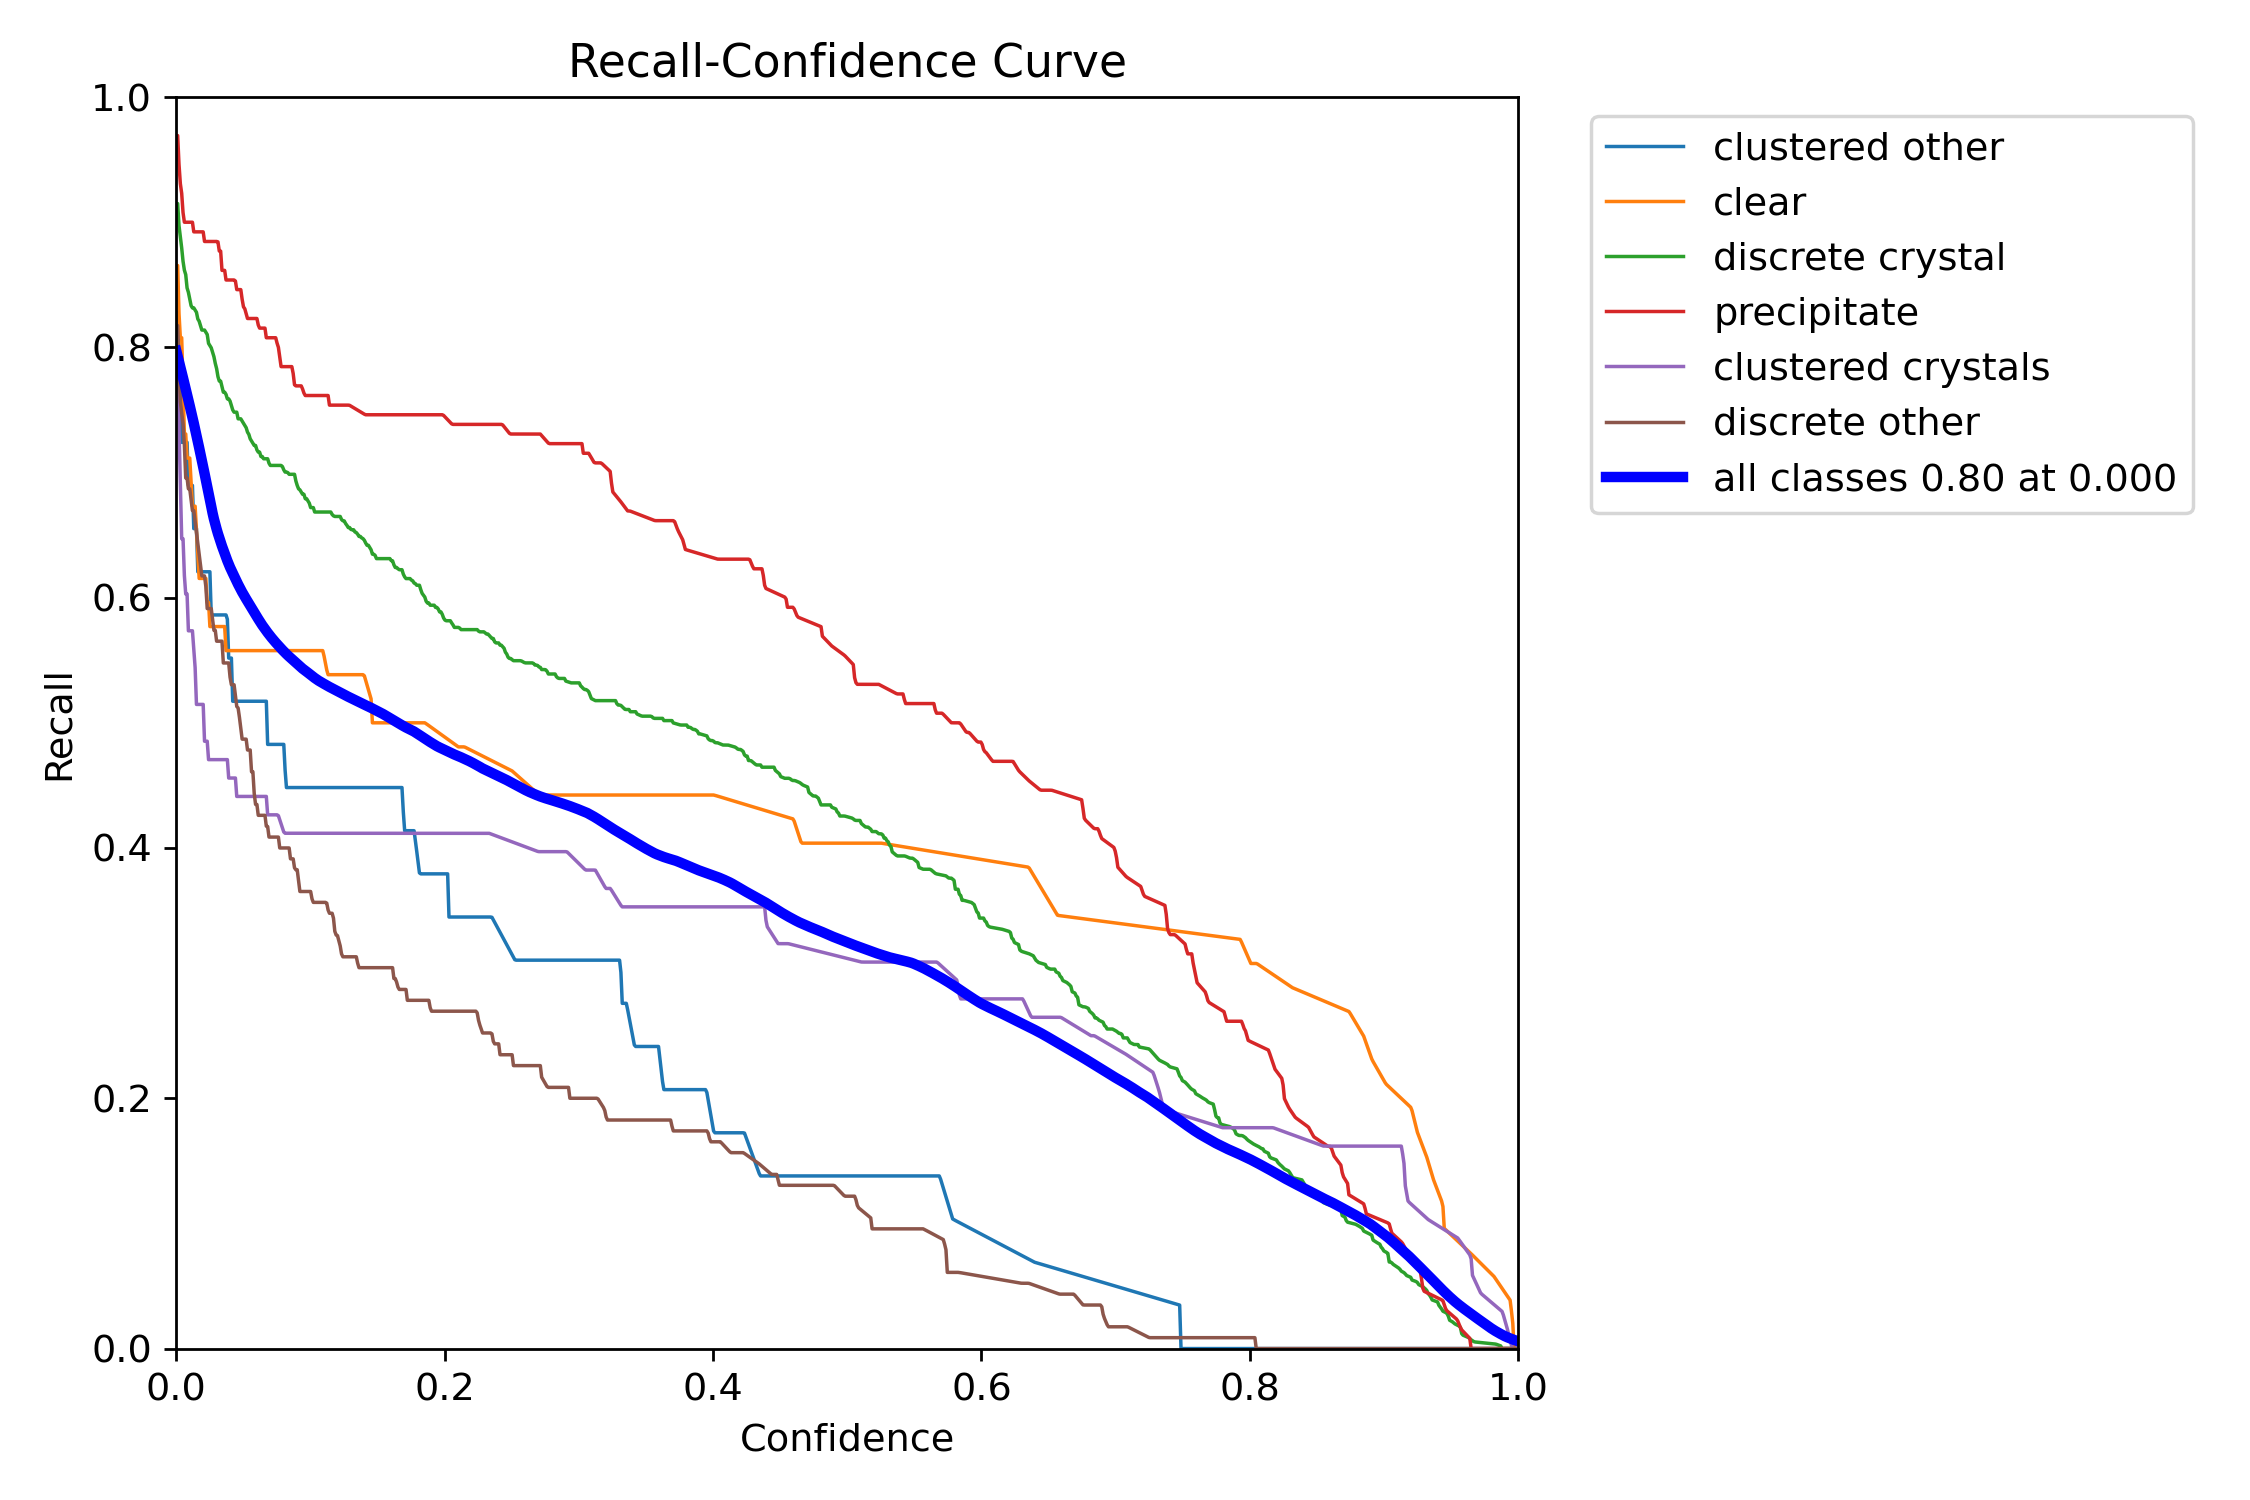 Recall-Confidence Curve
1.0
0.8
0.6
0.4
0.2
0.0
Recall
0.0 0.2 0.4 0.6 0.8 1.0
Confidence
clustered other
clear
discrete crystal
precipitate
clustered crystals
discrete other
all classes 0.80 at 0.000